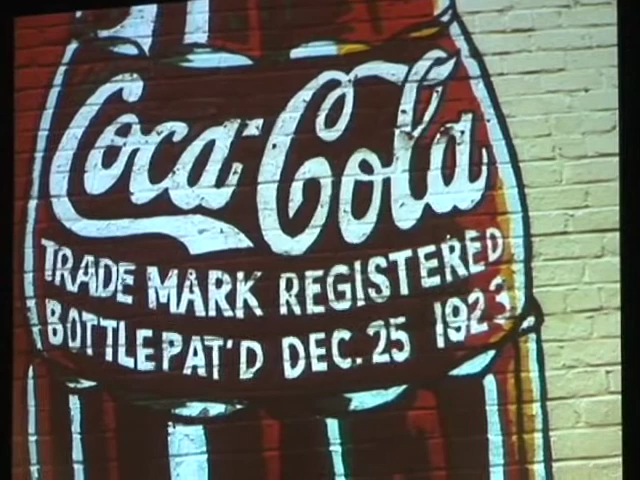 Coca-Cola
TRADE MARK REGISTERED
BOTTLE PAT'D DEC. 25 1923